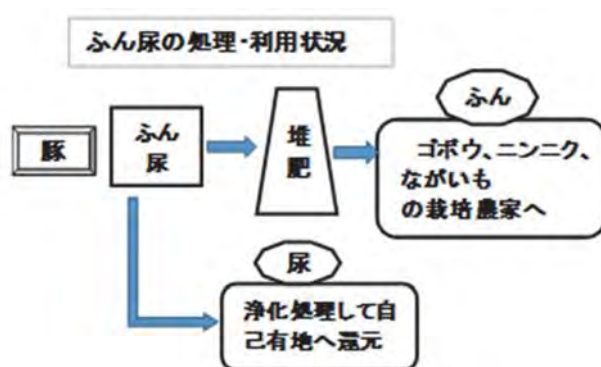 ふん尿の処理・利用状況
豚
ふん
尿
堆
肥
ふん
ゴボウ、ニンニク、
ながいも
の栽培農家へ
尿
浄化処理して自
己有地へ還元